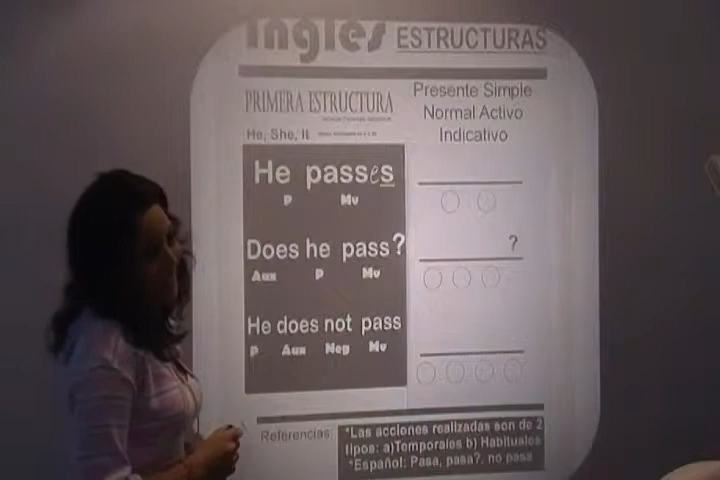 Inglés ESTRUCTURAS
PRIMERA ESTRUCTURA
He, She, It
Presente Simple
Normal Activo
Indicativo
He passes
P Mv
Does he pass?
Aux P Mv
He does not pass
P Aux Neg Mv
?
Referencias:
*Las acciones realizadas son de 2
tipos: a)Temporales b) Habituales
*Español: Pasa, pasa?, no pasa